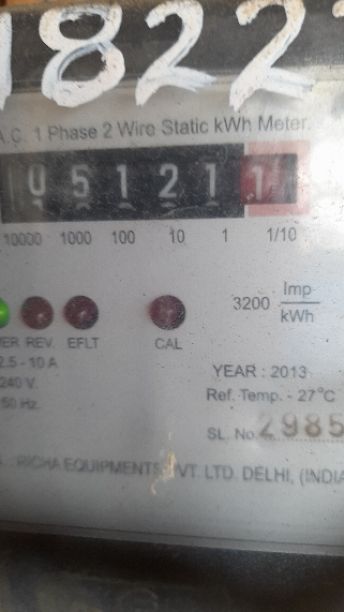 1822
A.C. 1 Phase 2 Wire Static kWh Meter.
0 5 1 2 1 1
10000 1000 100 10 1 1/10
3200 Imp/kWh
REV. EFLT CAL
2.5 - 10 A
240 V.
50 Hz.
YEAR : 2013
Ref. Temp. - 27°C
SL. No. 2985
RICHA EQUIPMENTS PVT. LTD. DELHI, (INDIA